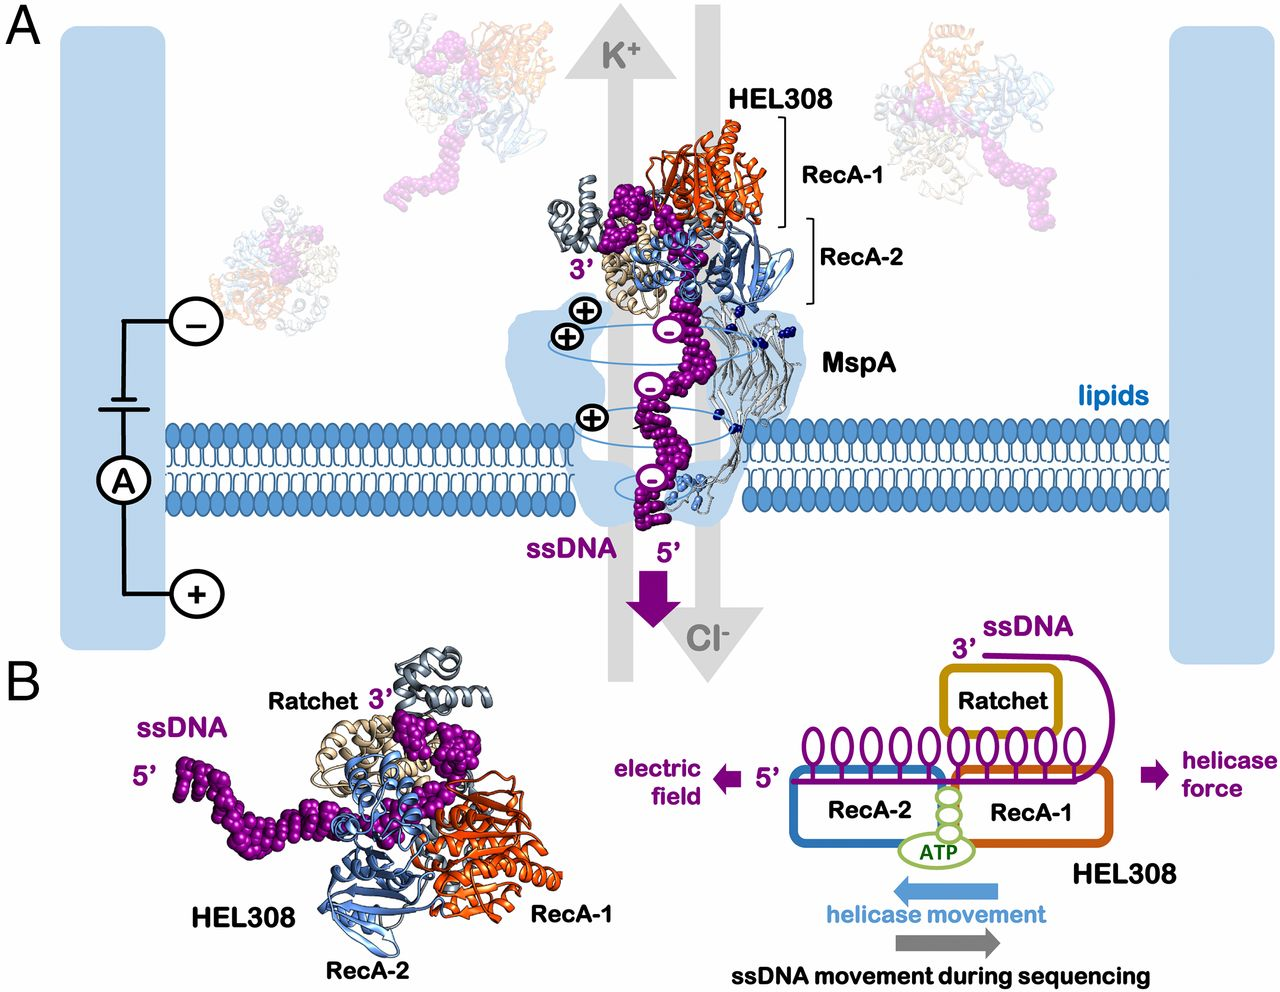 A
K⁺
HEL308
RecA-1
RecA-2
3’
+
+
-
−
MspA
lipids
-
+
A
-
ssDNA 5’
+
Cl⁻
B
Ratchet 3’
ssDNA
5’
HEL308
RecA-1
RecA-2
ssDNA
3’
Ratchet
electric
field
5’
helicase
force
RecA-2
RecA-1
ATP
HEL308
helicase movement
ssDNA movement during sequencing